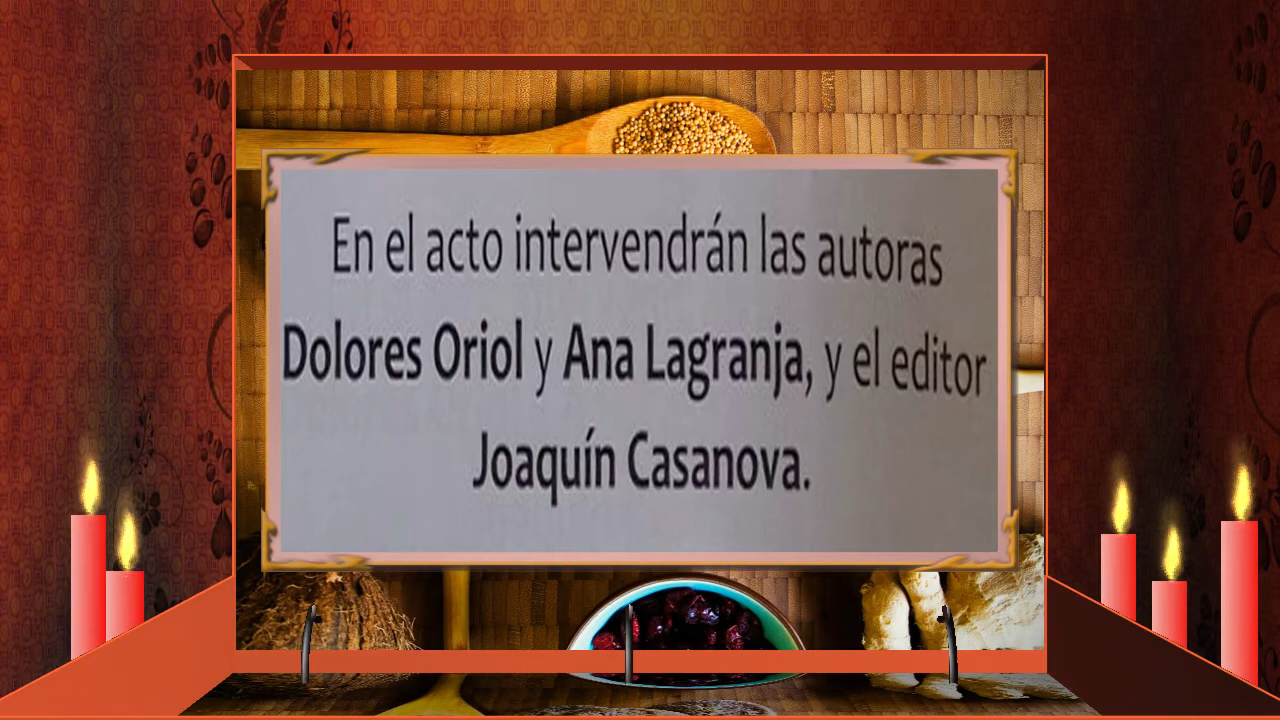 En el acto intervendrán las autoras
Dolores Oriol y Ana Lagranja, y el editor
Joaquín Casanova.